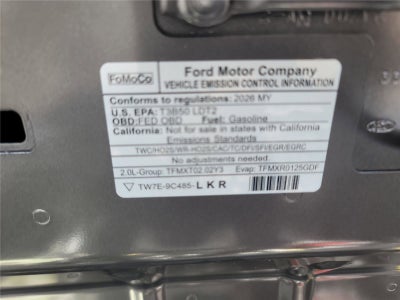 FoMoCo
Ford Motor Company
VEHICLE EMISSION CONTROL INFORMATION
Conforms to regulations: 2026 MY
U.S. EPA: T3B50 LDT2
OBD:FED OBD Fuel: Gasoline
California: Not for sale in states with California
Emissions Standards
TWC/HO2S/WR-HO2S/CAC/TC/DFI/SFI/EGR/EGRC
No adjustments needed.
2.0L-Group: TFMXT02.02Y3 Evap: TFMXR0125GDF
TW7E-9C485-LKR